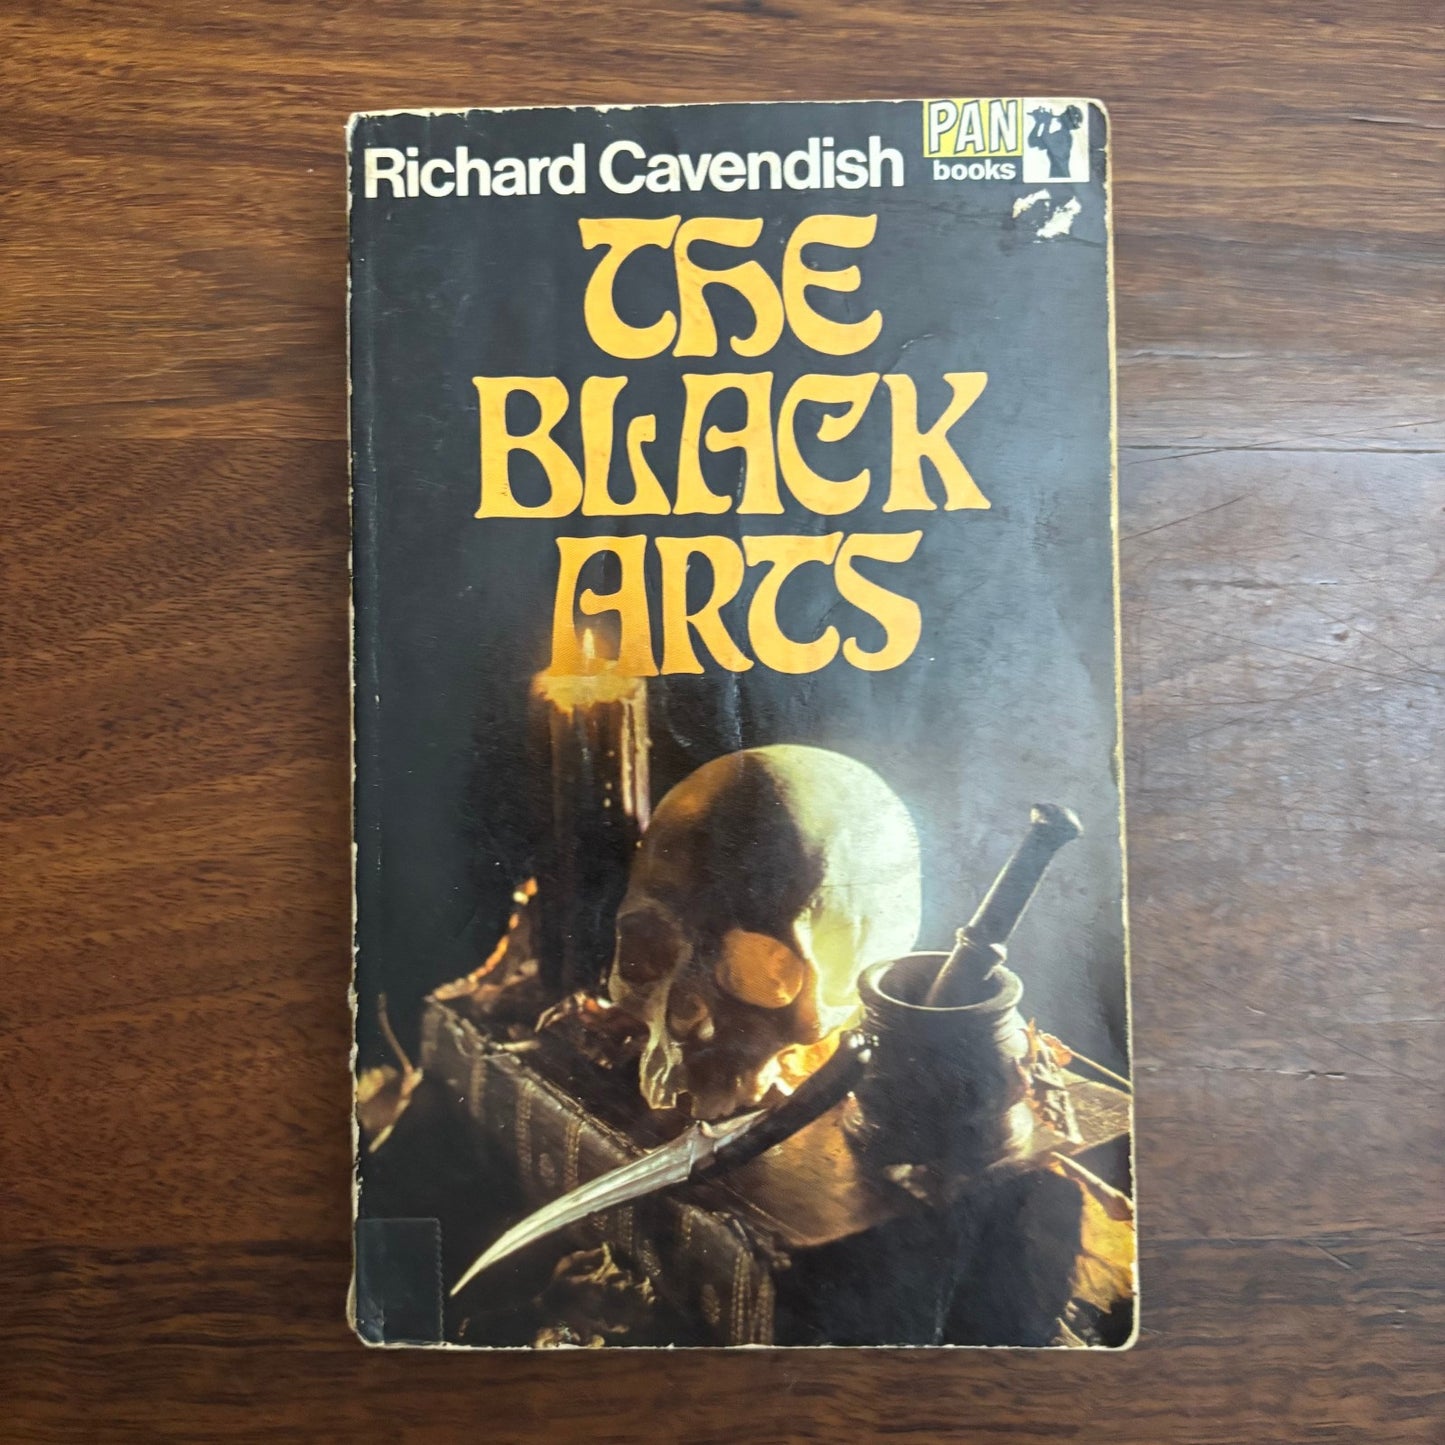 Richard Cavendish
PAN
books
THE
BLACK
ARTS